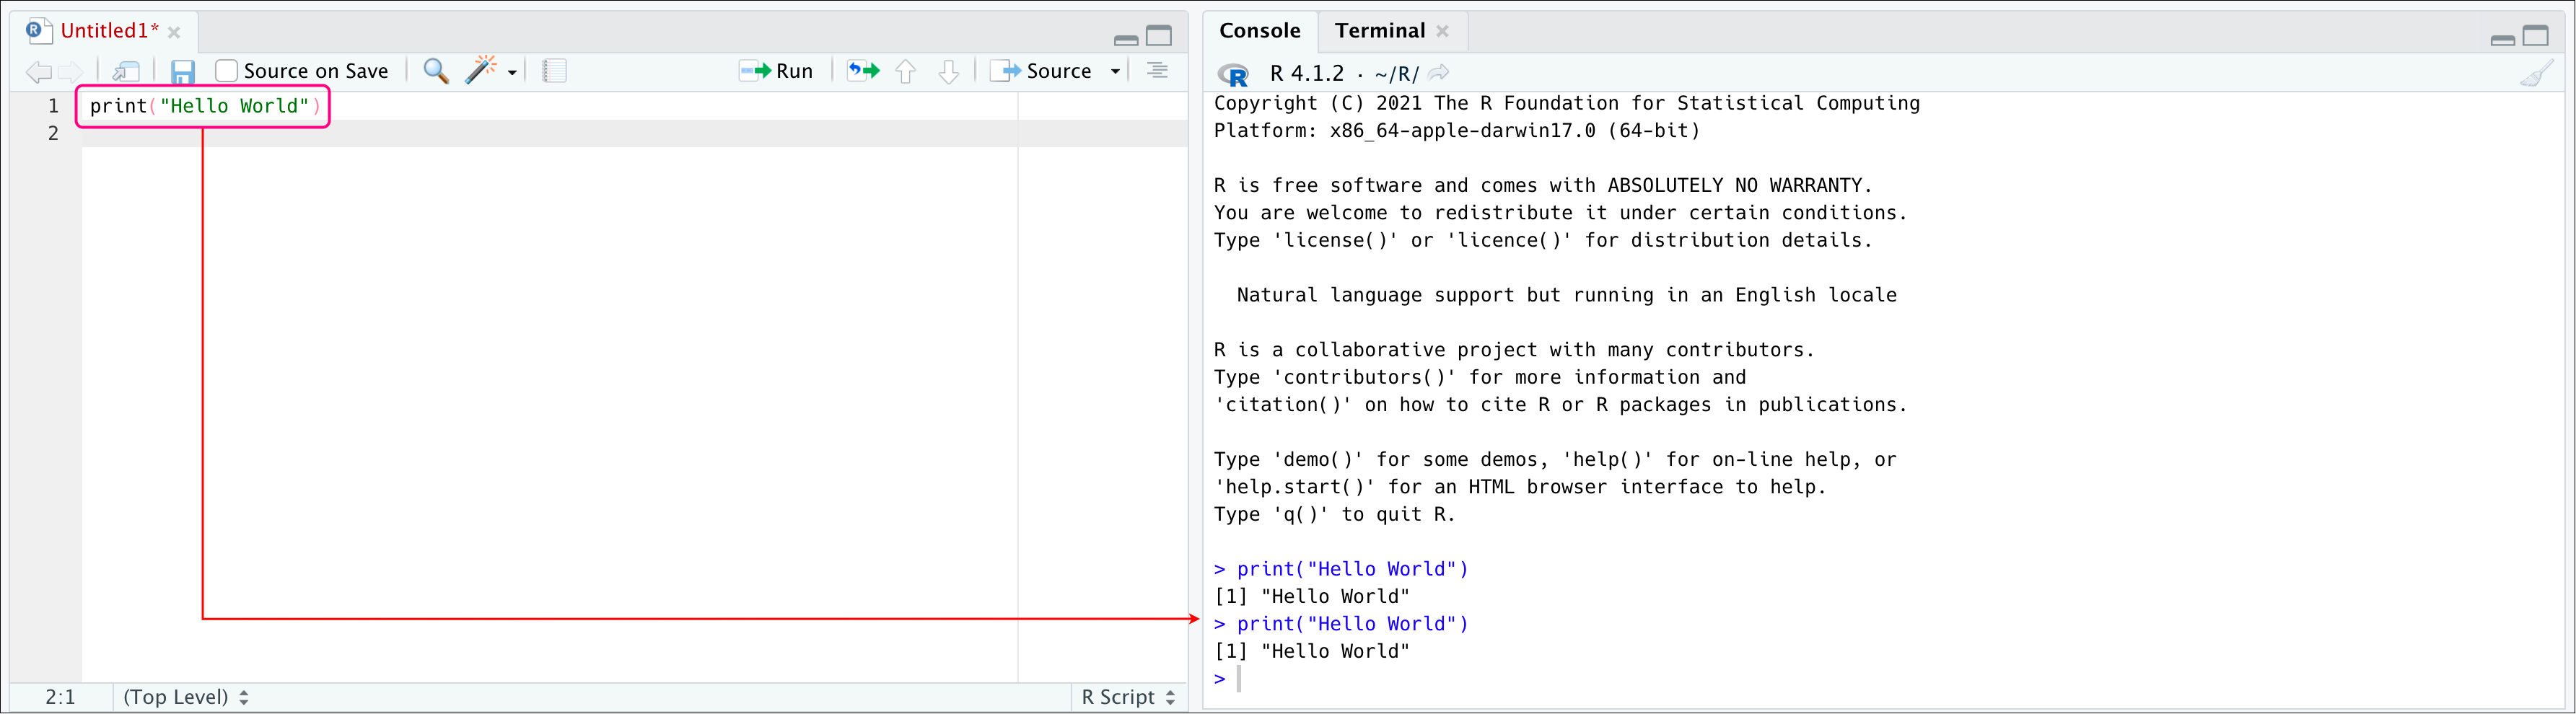 Untitled1*
Source on Save
Run
Source
1 print("Hello World")
2
2:1 (Top Level) R Script
Console Terminal
R 4.1.2 · ~/R/
Copyright (C) 2021 The R Foundation for Statistical Computing
Platform: x86_64-apple-darwin17.0 (64-bit)
R is free software and comes with ABSOLUTELY NO WARRANTY.
You are welcome to redistribute it under certain conditions.
Type 'license()' or 'licence()' for distribution details.
Natural language support but running in an English locale
R is a collaborative project with many contributors.
Type 'contributors()' for more information and
'citation()' on how to cite R or R packages in publications.
Type 'demo()' for some demos, 'help()' for on-line help, or
'help.start()' for an HTML browser interface to help.
Type 'q()' to quit R.
> print("Hello World")
[1] "Hello World"
> print("Hello World")
[1] "Hello World"
>